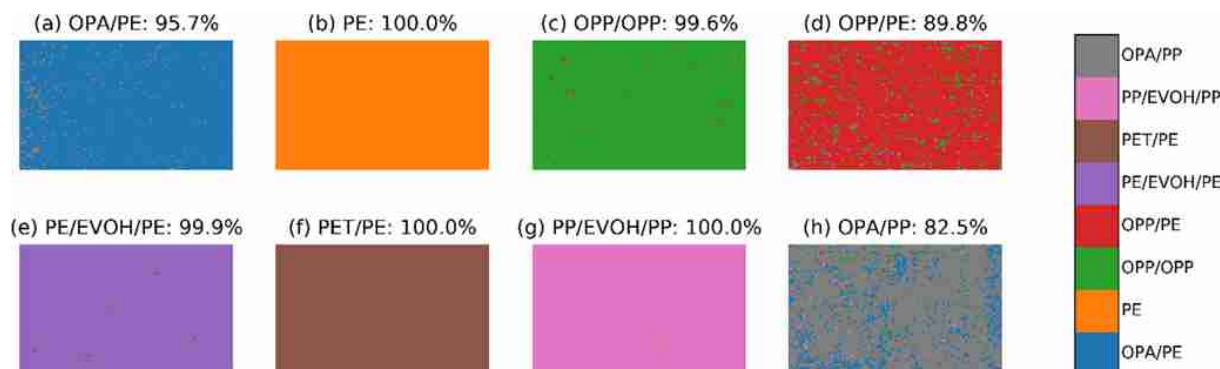 (a) OPA/PE: 95.7%
(b) PE: 100.0%
(c) OPP/OPP: 99.6%
(d) OPP/PE: 89.8%
(e) PE/EVOH/PE: 99.9%
(f) PET/PE: 100.0%
(g) PP/EVOH/PP: 100.0%
(h) OPA/PP: 82.5%
OPA/PP
PP/EVOH/PP
PET/PE
PE/EVOH/PE
OPP/PE
OPP/OPP
PE
OPA/PE